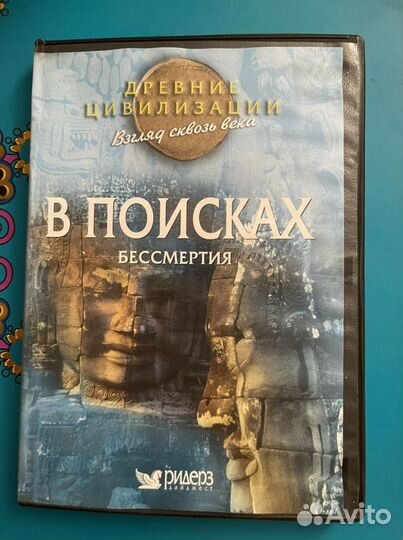 ДРЕВНИЕ
ЦИВИЛИЗАЦИИ
Взгляд сквозь века
В ПОИСКАХ
БЕССМЕРТИЯ
Ридерз
Дайджест
Avito